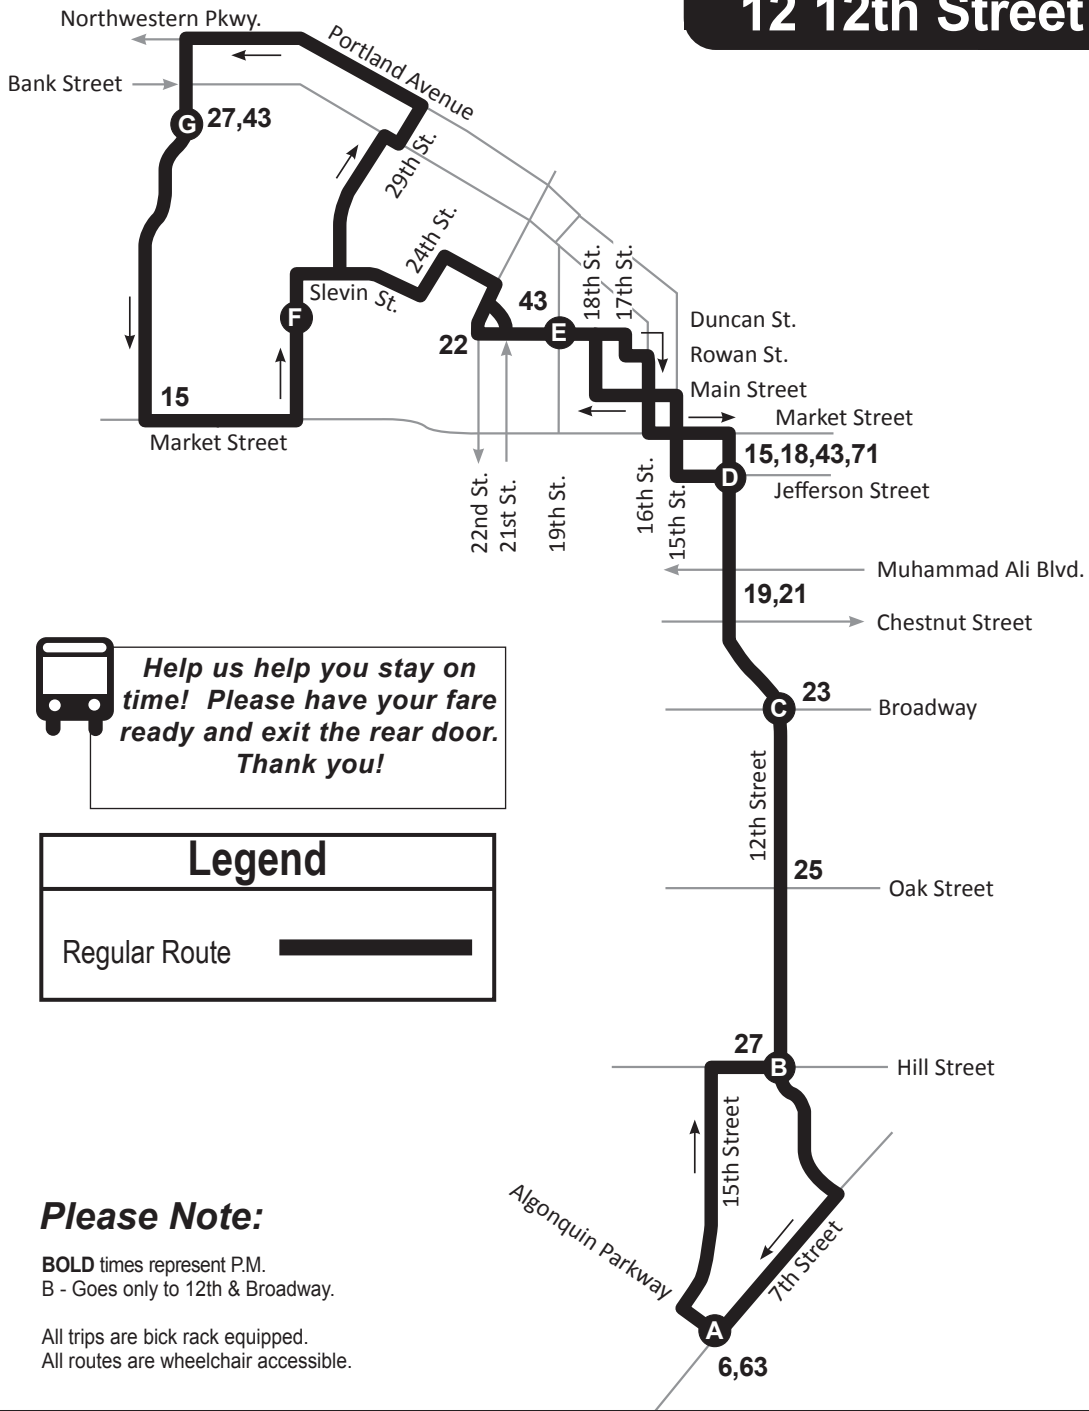 12 12th Street
Northwestern Pkwy.
Portland Avenue
Bank Street
G
27,43
29th St.
24th St.
18th St.
17th St.
Slevin St.
43
F
E
22
Duncan St.
Rowan St.
Main Street
15
Market Street
Market Street
15,18,43,71
D
Jefferson Street
22nd St.
21st St.
19th St.
16th St.
15th St.
Muhammad Ali Blvd.
19,21
Chestnut Street
Help us help you stay on
time! Please have your fare
ready and exit the rear door.
Thank you!
23
C
Broadway
12th Street
Legend
Regular Route
25
Oak Street
27
B
Hill Street
15th Street
Algonquin Parkway
7th Street
A
6,63
Please Note:
BOLD times represent P.M.
B - Goes only to 12th & Broadway.
All trips are bick rack equipped.
All routes are wheelchair accessible.